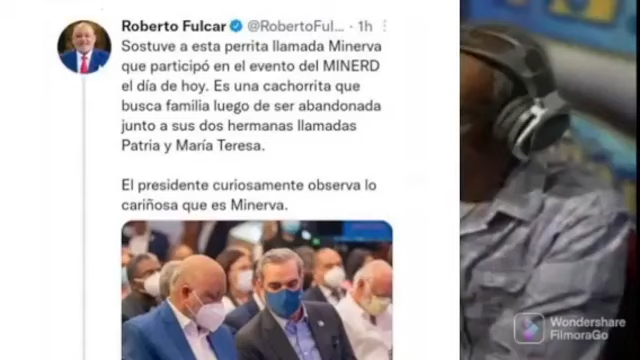 Roberto Fulcar @RobertoFul... · 1h
Sostuve a esta perrita llamada Minerva
que participó en el evento del MINERD
el día de hoy. Es una cachorrita que
busca familia luego de ser abandonada
junto a sus dos hermanas llamadas
Patria y María Teresa.
El presidente curiosamente observa lo
cariñosa que es Minerva.
Wondershare
FilmoraGo